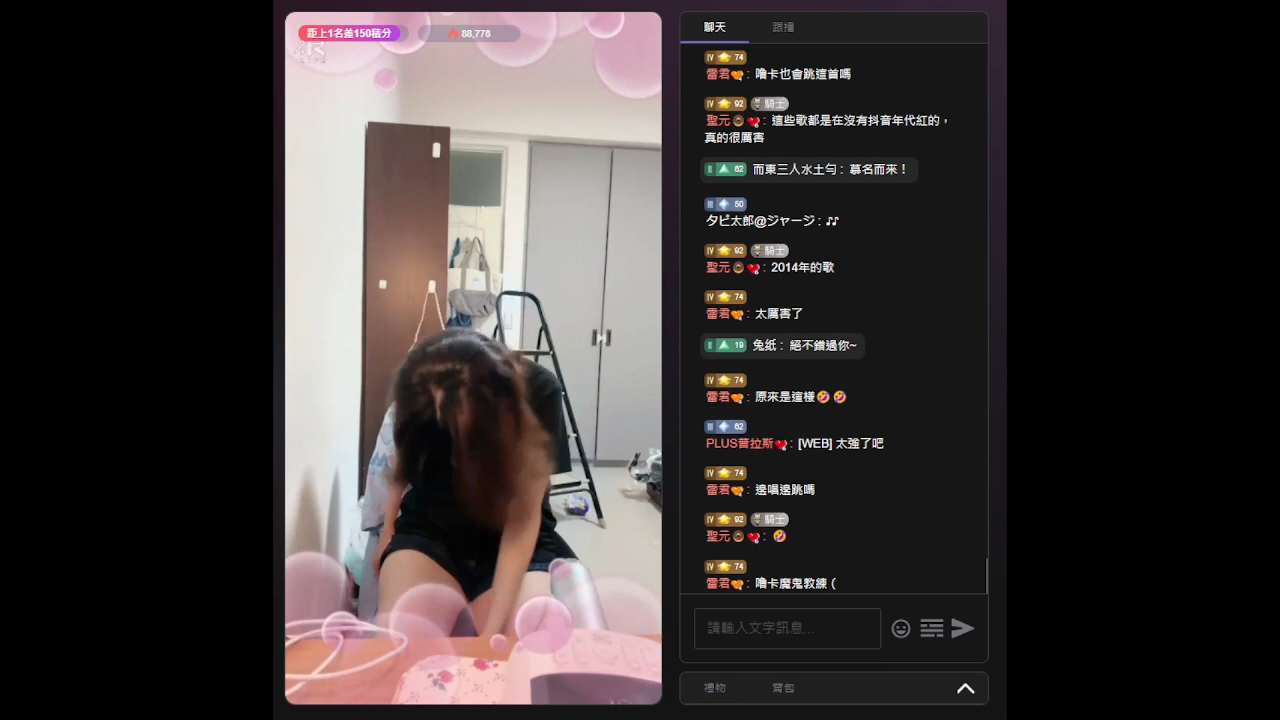 距上1名差150積分
88,778
聊天
跟播
IV 74
雷君: 嚕卡也會跳這首嗎
IV 92 騎士
聖元: 這些歌都是在沒有抖音年代紅的，
真的很厲害
II 62 而東三人水土勻: 慕名而來！
III 50
タピ太郎@ジャージ: 🎶
IV 92 騎士
聖元: 2014年的歌
IV 74
雷君: 太厲害了
II 19 兔紙: 絕不錯過你~
IV 74
雷君: 原來是這樣🤣🤣
III 62
PLUS普拉斯: [WEB] 太強了吧
IV 74
雷君: 邊唱邊跳嗎
IV 92 騎士
聖元: 🤣
IV 74
雷君: 嚕卡魔鬼教練 (
請輸入文字訊息...
禮物
背包